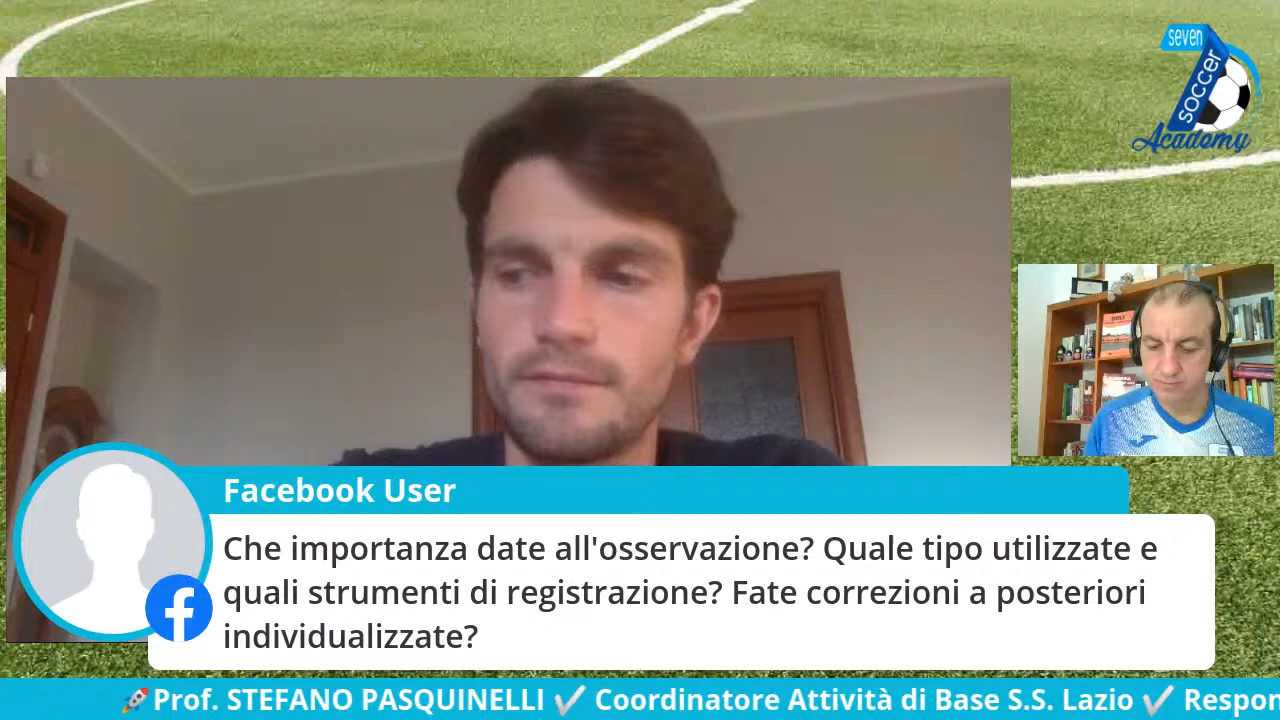 seven
soccer
Academy
Facebook User
Che importanza date all'osservazione? Quale tipo utilizzate e
quali strumenti di registrazione? Fate correzioni a posteriori
individualizzate?
🚀Prof. STEFANO PASQUINELLI ✔ Coordinatore Attività di Base S.S. Lazio ✔ Respon